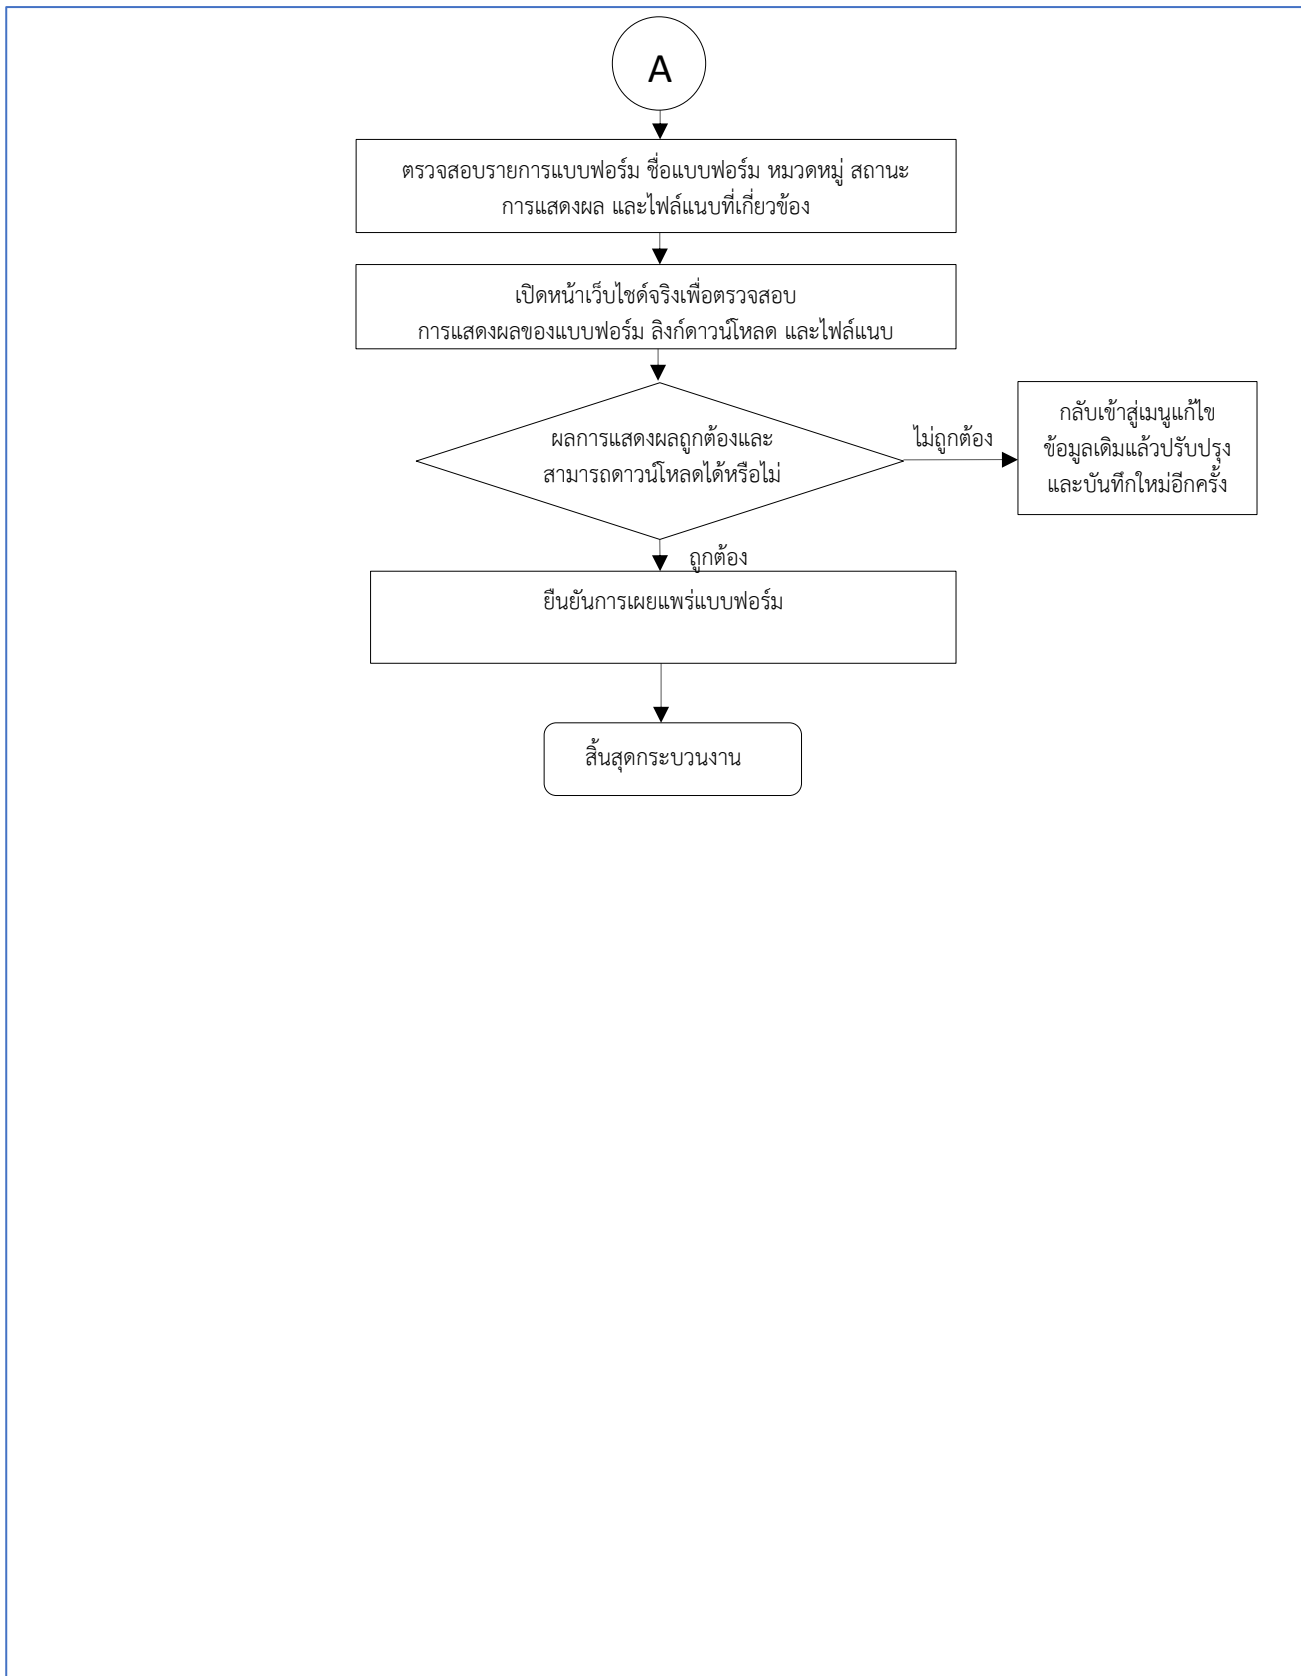 A
ตรวจสอบรายการแบบฟอร์ม ชื่อแบบฟอร์ม หมวดหมู่ สถานะ
การแสดงผล และไฟล์แนบที่เกี่ยวข้อง
เปิดหน้าเว็บไซด์จริงเพื่อตรวจสอบ
การแสดงผลของแบบฟอร์ม ลิงก์ดาวน์โหลด และไฟล์แนบ
ผลการแสดงผลถูกต้องและ
สามารถดาวน์โหลดได้หรือไม่
ไม่ถูกต้อง
กลับเข้าสู่เมนูแก้ไข
ข้อมูลเดิมแล้วปรับปรุง
และบันทึกใหม่อีกครั้ง
ถูกต้อง
ยืนยันการเผยแพร่แบบฟอร์ม
สิ้นสุดกระบวนงาน